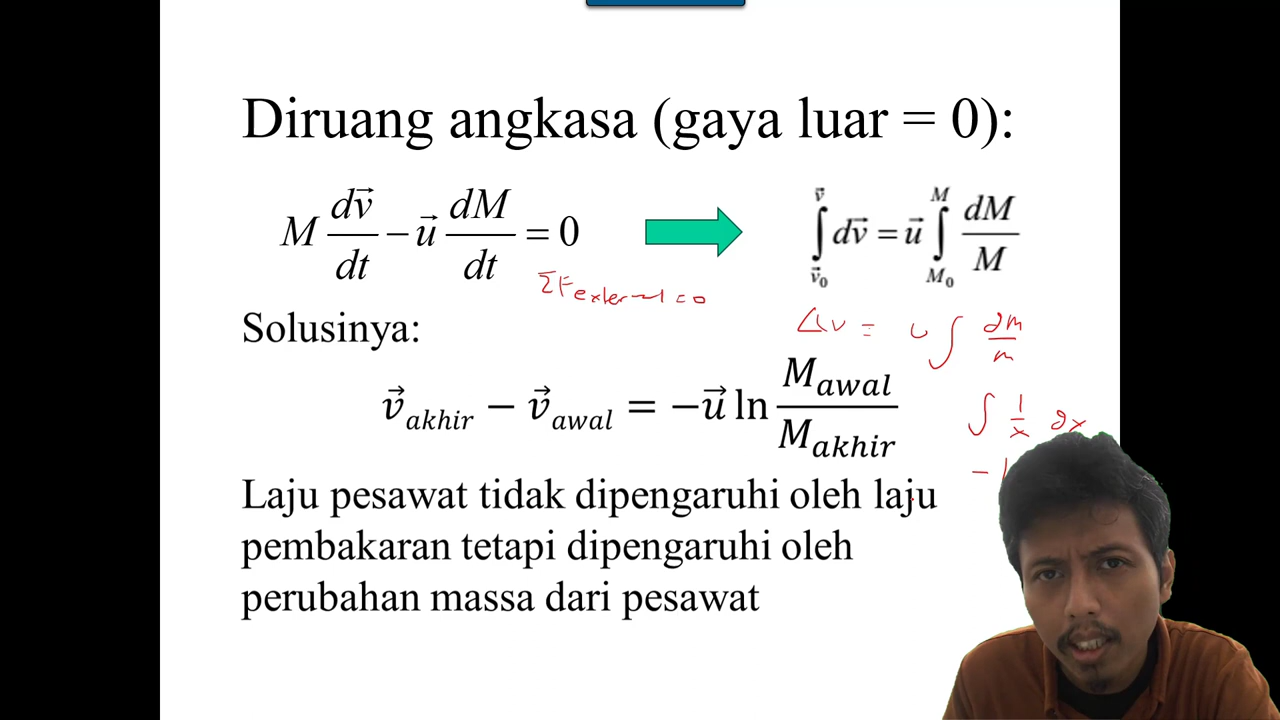 Diruang angkasa (gaya luar = 0):
M dv⃗/dt − u⃗ dM/dt = 0
∫_{v⃗₀}^{v⃗} dv⃗ = u⃗ ∫_{M₀}^{M} dM/M
ΣF external = 0
Solusinya:
Δv = u ∫ dm/m
v⃗_akhir − v⃗_awal = −u⃗ ln M_awal/M_akhir
∫ 1/x dx
Laju pesawat tidak dipengaruhi oleh laju
pembakaran tetapi dipengaruhi oleh
perubahan massa dari pesawat